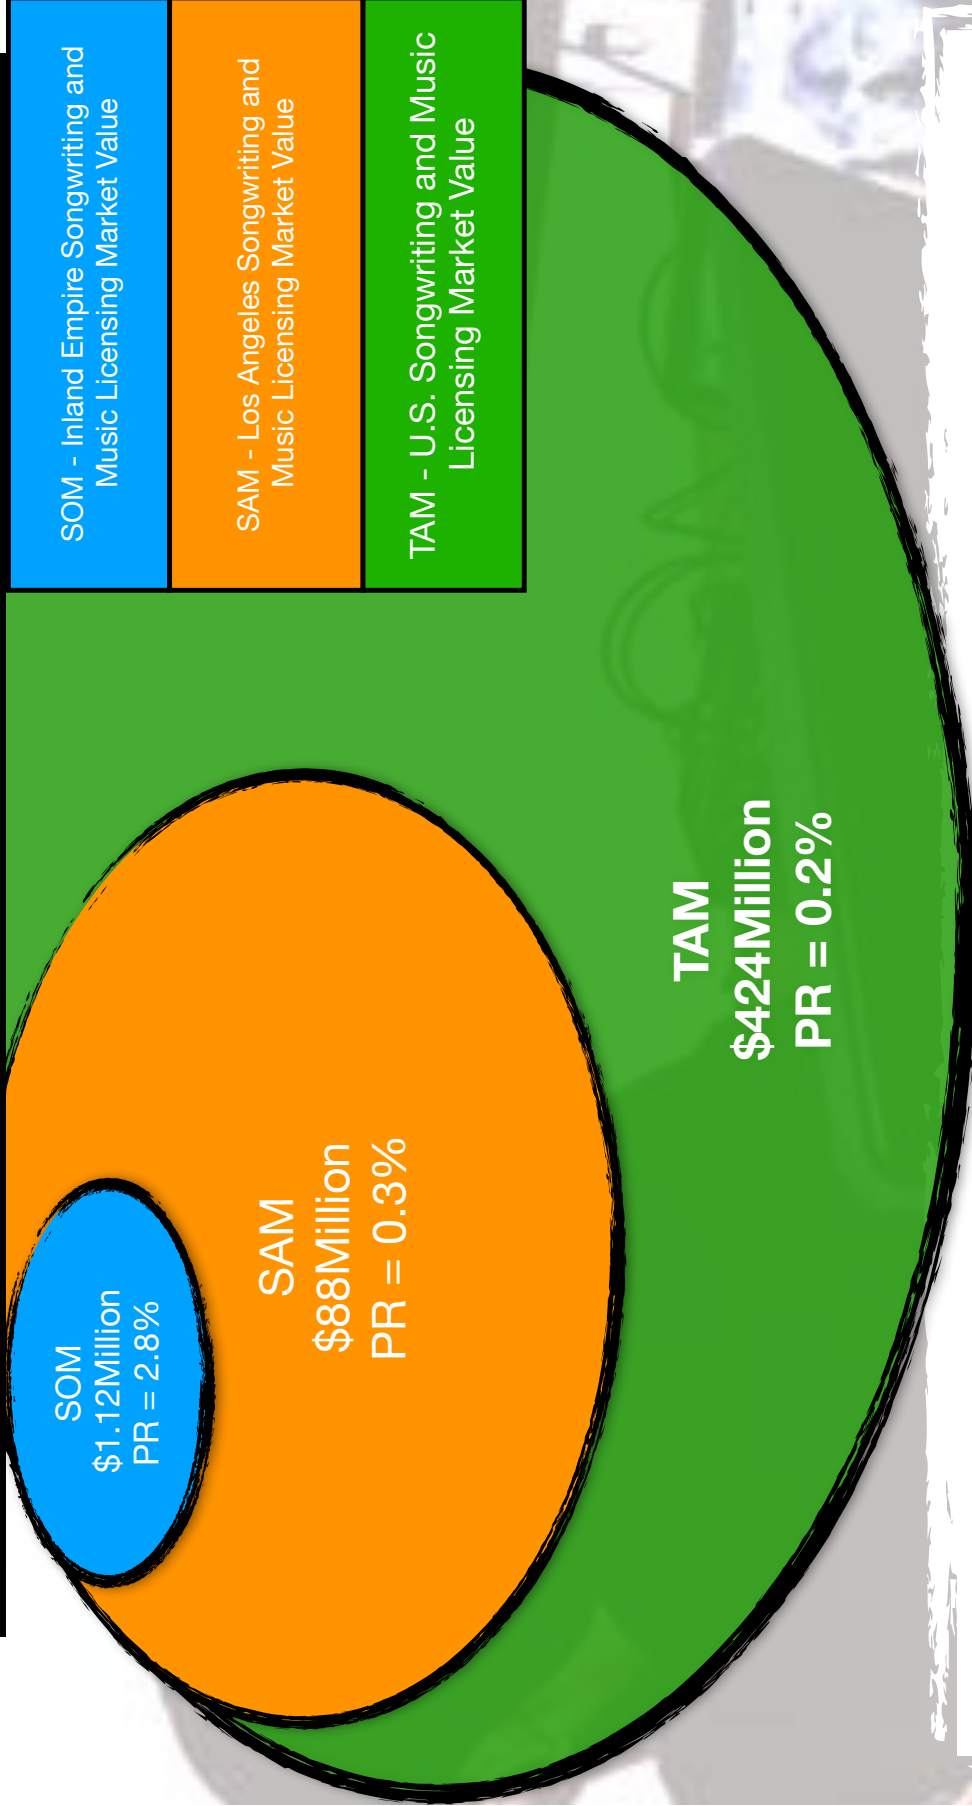 SOM - Inland Empire Songwriting and
Music Licensing Market Value
SAM - Los Angeles Songwriting and
Music Licensing Market Value
TAM - U.S. Songwriting and Music
Licensing Market Value
SOM
$1.12Million
PR = 2.8%
SAM
$88Million
PR = 0.3%
TAM
$424Million
PR = 0.2%